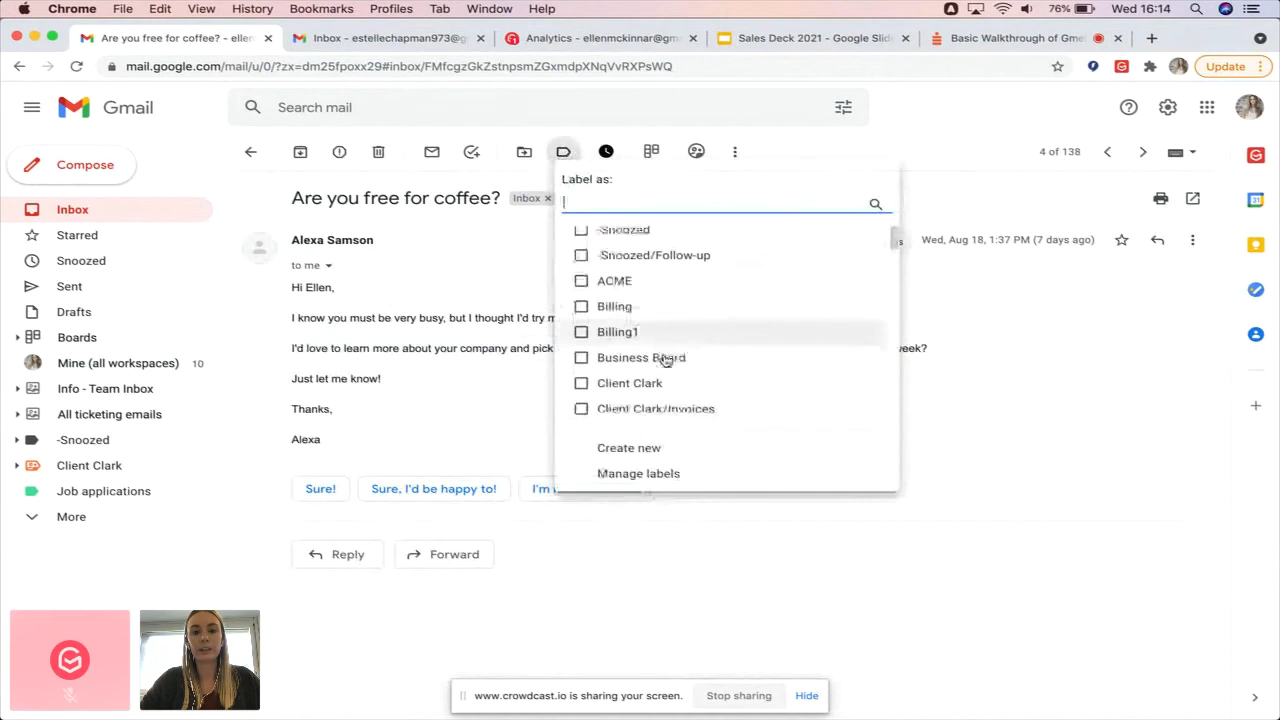 Chrome File Edit View History Bookmarks Profiles Tab Window Help 76% Wed 16:14
Are you free for coffee? - ellen
Inbox - estellechapman973@g
Analytics - ellenmckinnar@gm
Sales Deck 2021 - Google Slide
Basic Walkthrough of Gme
mail.google.com/mail/u/0/?zx=dm25fpoxx29#inbox/FMfcgzGkZstnpsmZGxmdpXNqVvRXPsWQ
Update
Gmail
Search mail
Compose
4 of 138
Label as:
Inbox
Are you free for coffee?
Inbox ×
Starred
Snoozed
Sent
Drafts
Boards
Mine (all workspaces) 10
Info - Team Inbox
All ticketing emails
-Snoozed
Client Clark
Job applications
More
Alexa Samson
Wed, Aug 18, 1:37 PM (7 days ago)
to me
Hi Ellen,
I know you must be very busy, but I thought I'd try m
I'd love to learn more about your company and pick
week?
Just let me know!
Thanks,
Alexa
-Snoozed
-Snoozed/Follow-up
ACME
Billing
Billing1
Business Board
Client Clark
Client Clark/Invoices
Create new
Manage labels
Sure!
Sure, I'd be happy to!
I'm
Reply
Forward
www.crowdcast.io is sharing your screen.
Stop sharing
Hide